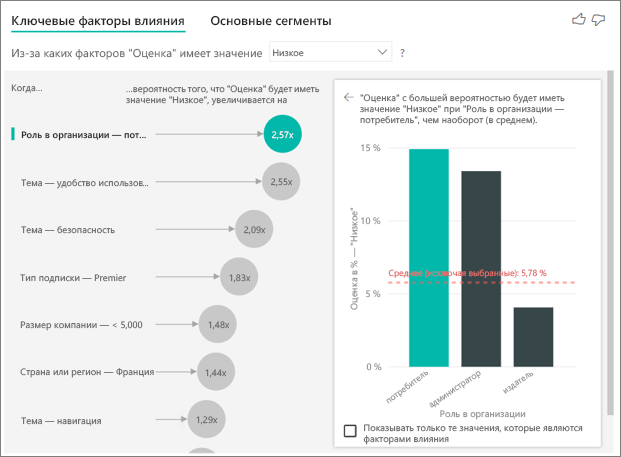 Ключевые факторы влияния
Основные сегменты
Из-за каких факторов "Оценка" имеет значение
Низкое
?
Когда...
...вероятность того, что "Оценка" будет иметь
значение "Низкое", увеличивается на
Роль в организации — пот...
2,57x
Тема — удобство использов...
2,55x
Тема — безопасность
2,09x
Тип подписки — Premier
1,83x
Размер компании — < 5,000
1,48x
Страна или регион — Франция
1,44x
Тема — навигация
1,29x
"Оценка" с большей вероятностью будет иметь
значение "Низкое" при "Роль в организации —
потребитель", чем наоборот (в среднем).
Оценка в % — "Низкое"
15 %
10 %
5 %
0 %
Среднее (исключая выбранные): 5,78 %
потребитель
администратор
издатель
Роль в организации
Показывать только те значения, которые являются
факторами влияния